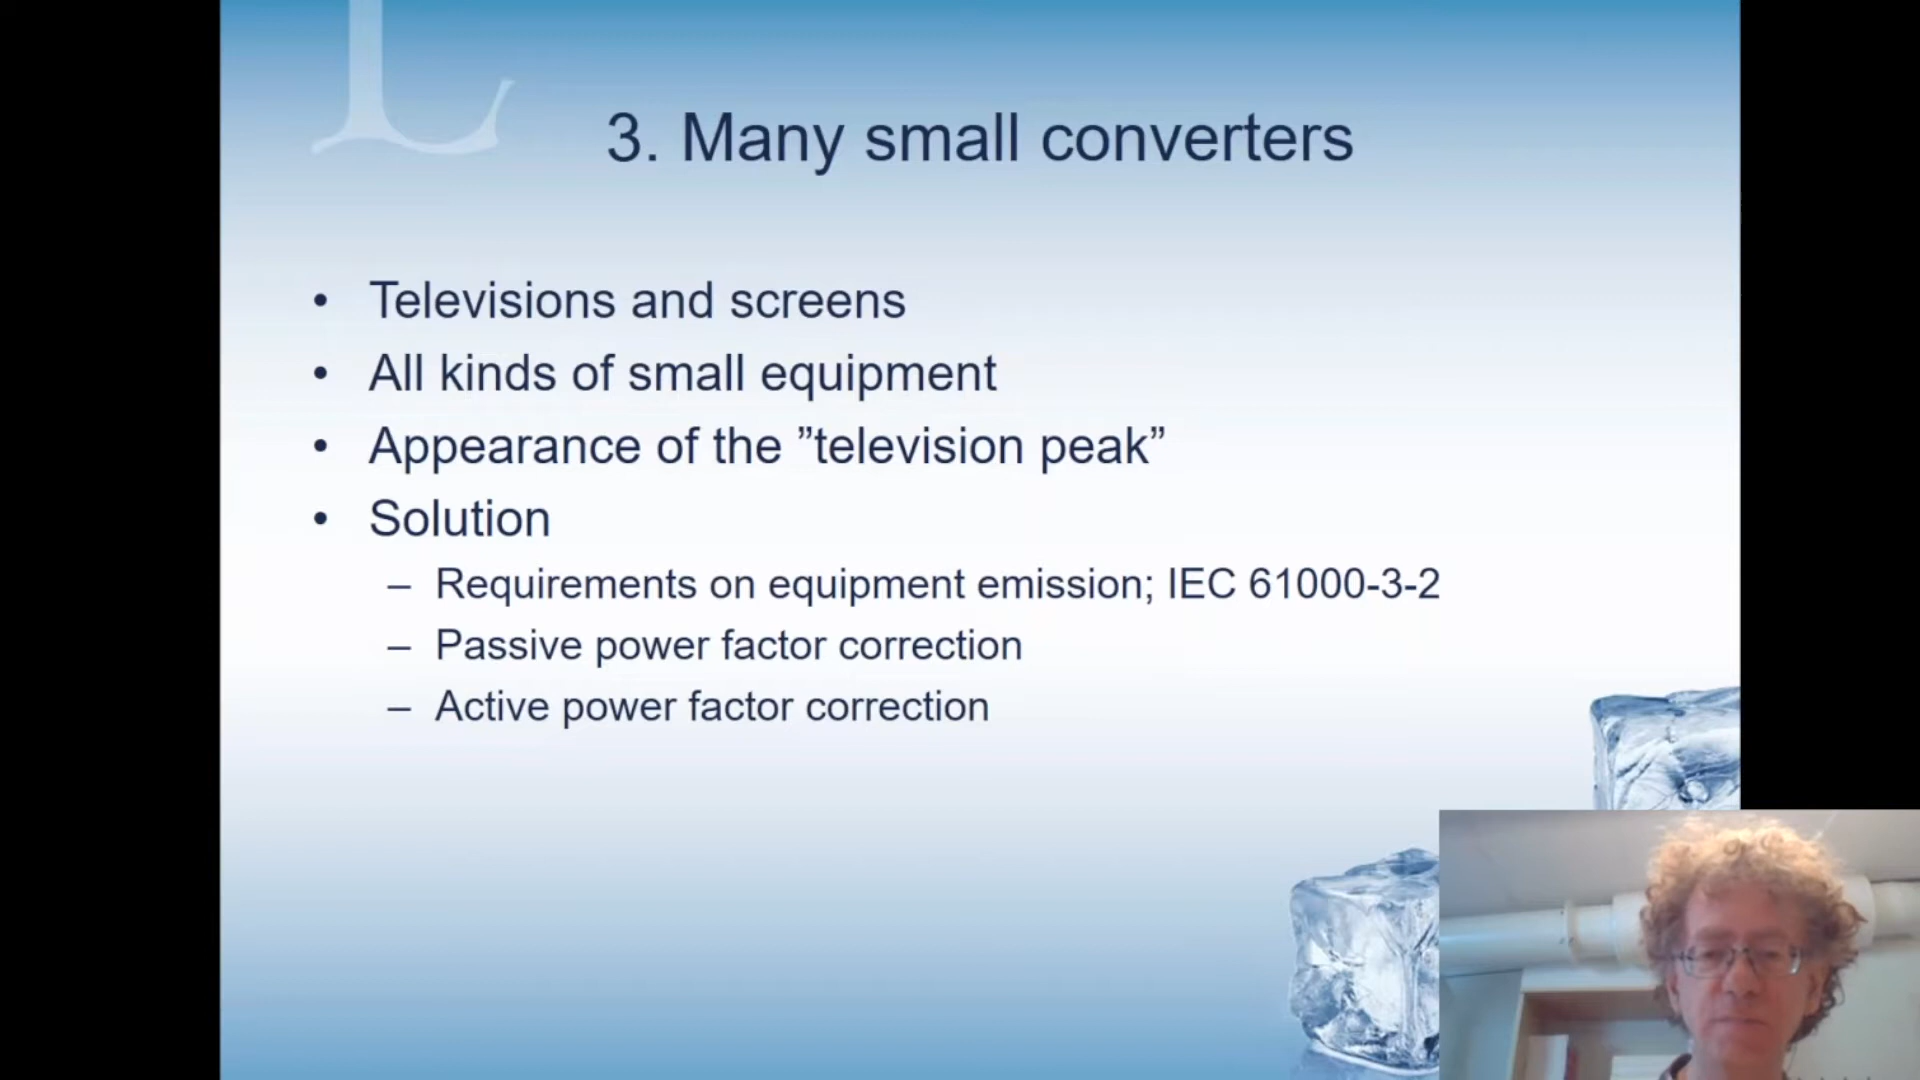 3. Many small converters
• Televisions and screens
• All kinds of small equipment
• Appearance of the ”television peak”
• Solution
– Requirements on equipment emission; IEC 61000-3-2
– Passive power factor correction
– Active power factor correction